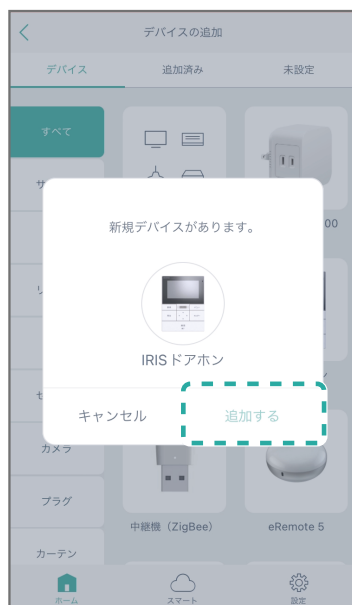 デバイスの追加
デバイス
追加済み
未設定
すべて
新規デバイスがあります。
IRISドアホン
キャンセル
追加する
カメラ
プラグ
カーテン
中継機（ZigBee）
eRemote 5
ホーム
スマート
設定